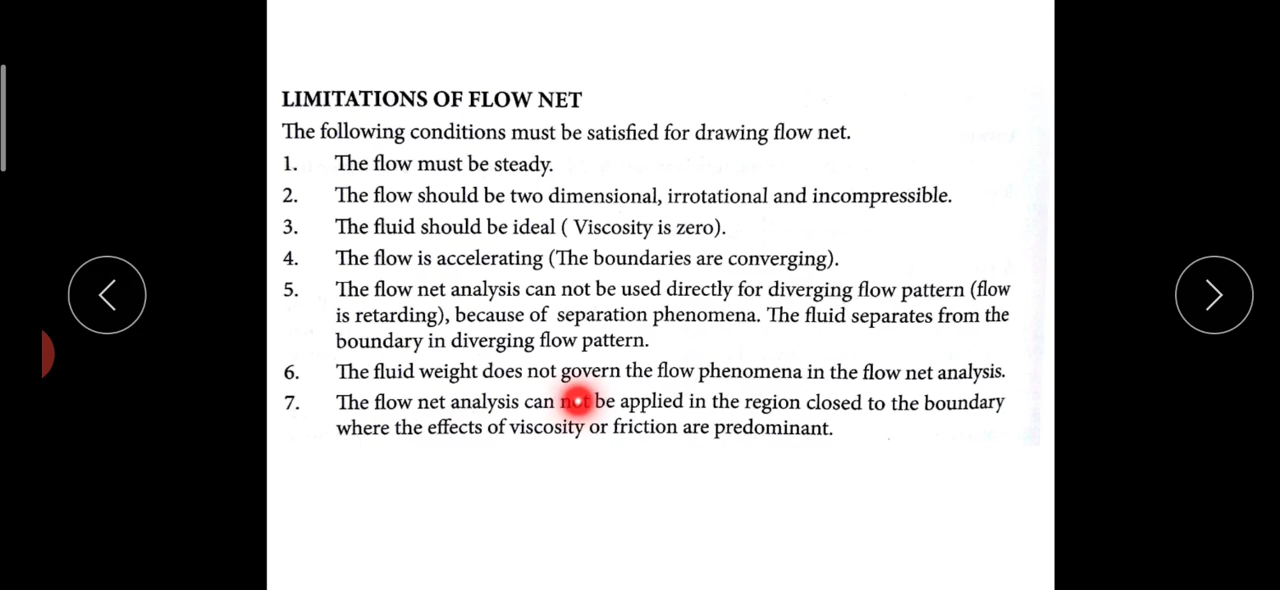 LIMITATIONS OF FLOW NET
The following conditions must be satisfied for drawing flow net.
1. The flow must be steady.
2. The flow should be two dimensional, irrotational and incompressible.
3. The fluid should be ideal ( Viscosity is zero).
4. The flow is accelerating (The boundaries are converging).
5. The flow net analysis can not be used directly for diverging flow pattern (flow
is retarding), because of separation phenomena. The fluid separates from the
boundary in diverging flow pattern.
6. The fluid weight does not govern the flow phenomena in the flow net analysis.
7. The flow net analysis can not be applied in the region closed to the boundary
where the effects of viscosity or friction are predominant.